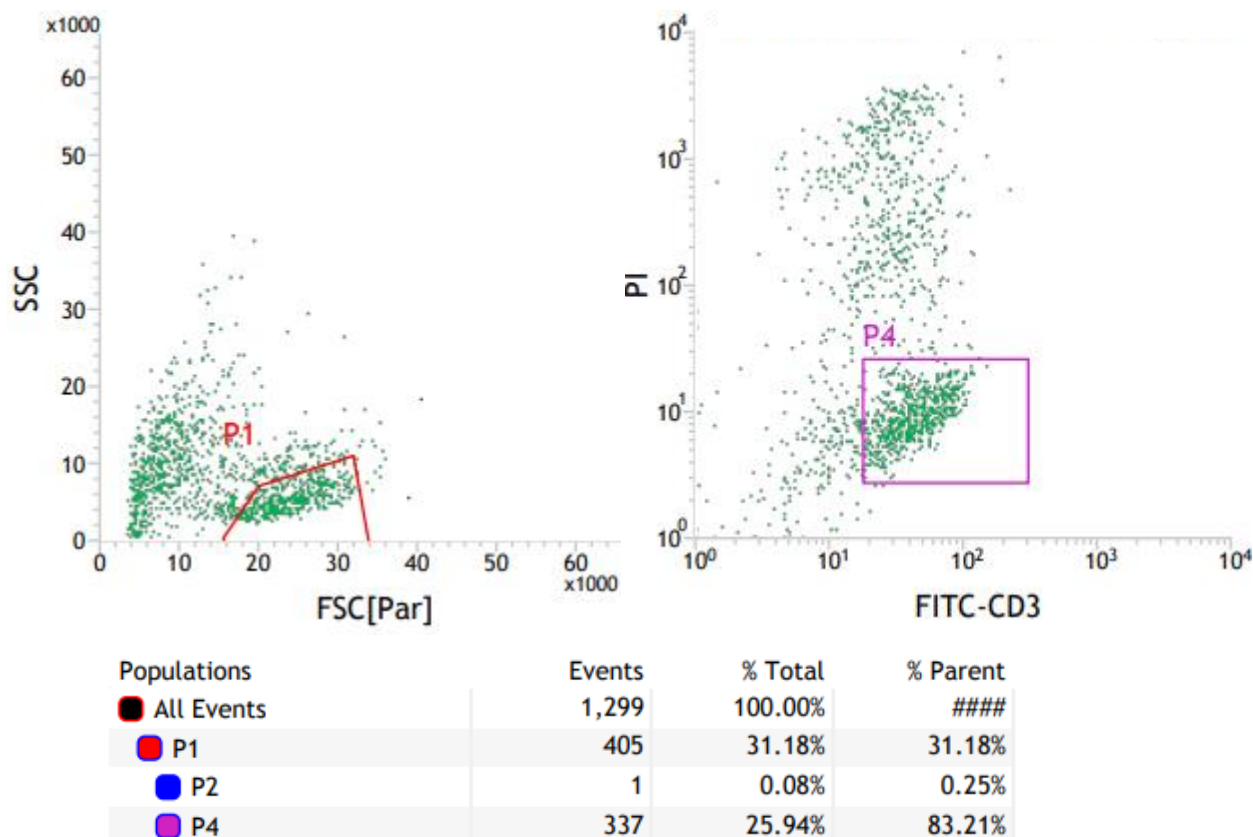 x1000
60
50
40
30
20
10
0
SSC
P1
0 10 20 30 40 50 60
x1000
FSC[Par]
10^4
10^3
10^2
10^1
10^0
PI
P4
10^0 10^1 10^2 10^3 10^4
FITC-CD3
Populations Events % Total % Parent
All Events 1,299 100.00% ####
P1 405 31.18% 31.18%
P2 1 0.08% 0.25%
P4 337 25.94% 83.21%